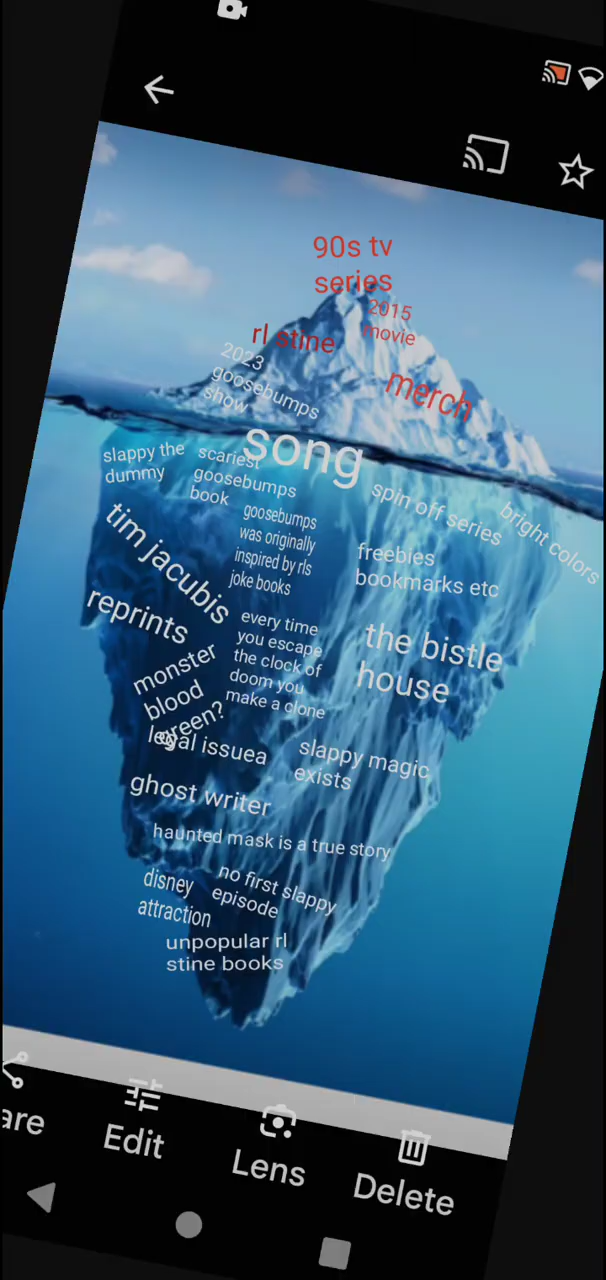 90s tv
series
2015
movie
rl stine
2023
goosebumps
show
merch
song
slappy the
dummy
scariest
goosebumps
book
spin off series
bright colors
tim jacubis
goosebumps
was originally
inspired by rls
joke books
freebies
bookmarks etc
reprints
every time
you escape
the clock of
doom you
make a clone
the bistle
house
monster
blood
green?
legal issuea
slappy magic
exists
ghost writer
haunted mask is a true story
disney
attraction
no first slappy
episode
unpopular rl
stine books
are
Edit
Lens
Delete